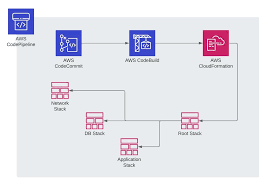 AWS
CodePipeline
AWS
CodeCommit
AWS CodeBuild
AWS
CloudFormation
Network
Stack
DB Stack
Root Stack
Application
Stack